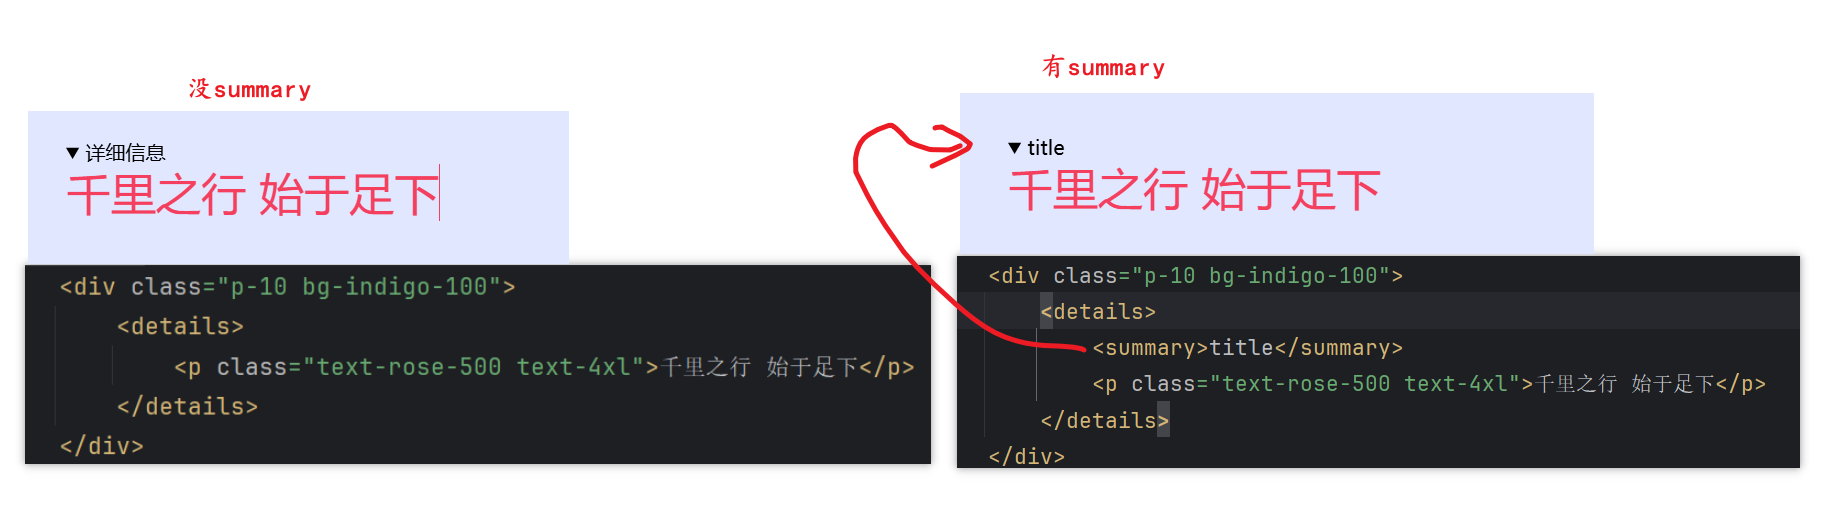 没summary
▼ 详细信息
千里之行 始于足下
<div class="p-10 bg-indigo-100">
<details>
<p class="text-rose-500 text-4xl">千里之行 始于足下</p>
</details>
</div>
有summary
▼ title
千里之行 始于足下
<div class="p-10 bg-indigo-100">
<details>
<summary>title</summary>
<p class="text-rose-500 text-4xl">千里之行 始于足下</p>
</details>
</div>